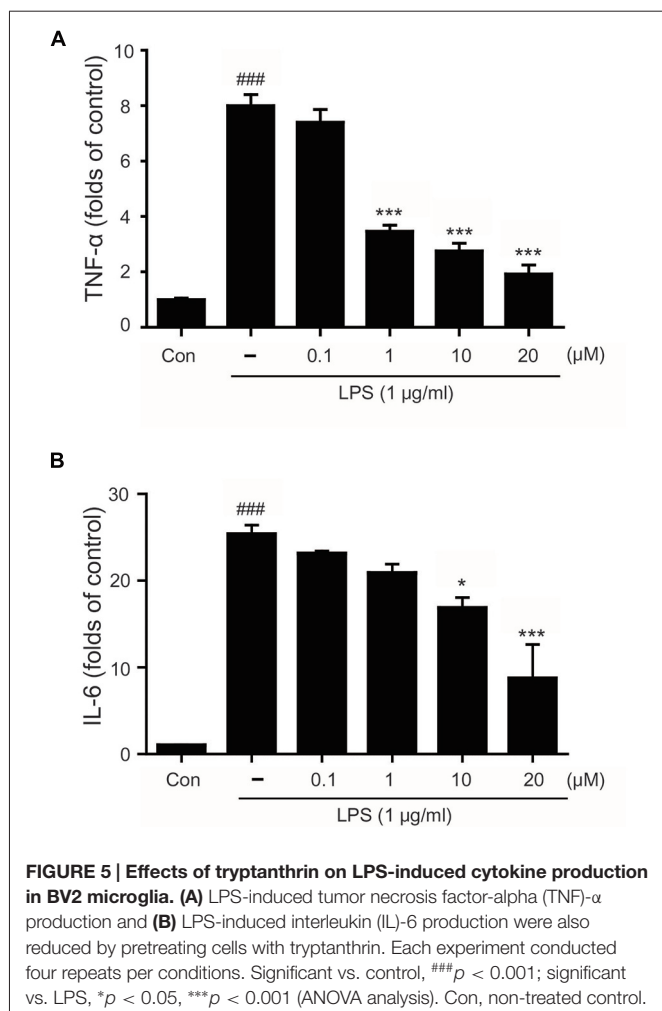 A
TNF-α (folds of control)
10
8
6
4
2
0
###
***
***
***
Con – 0.1 1 10 20 (µM)
LPS (1 µg/ml)
B
IL-6 (folds of control)
30
20
10
0
###
*
***
Con – 0.1 1 10 20 (µM)
LPS (1 µg/ml)
FIGURE 5 | Effects of tryptanthrin on LPS-induced cytokine production
in BV2 microglia. (A) LPS-induced tumor necrosis factor-alpha (TNF)-α
production and (B) LPS-induced interleukin (IL)-6 production were also
reduced by pretreating cells with tryptanthrin. Each experiment conducted
four repeats per conditions. Significant vs. control, ###p < 0.001; significant
vs. LPS, *p < 0.05, ***p < 0.001 (ANOVA analysis). Con, non-treated control.